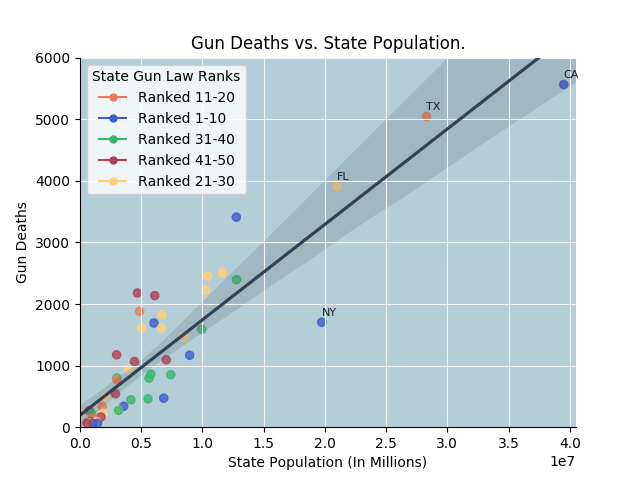 Gun Deaths vs. State Population.
6000
5000
4000
3000
2000
1000
0
Gun Deaths
State Gun Law Ranks
Ranked 11-20
Ranked 1-10
Ranked 31-40
Ranked 41-50
Ranked 21-30
CA
TX
FL
NY
0.0 0.5 1.0 1.5 2.0 2.5 3.0 3.5 4.0
1e7
State Population (In Millions)